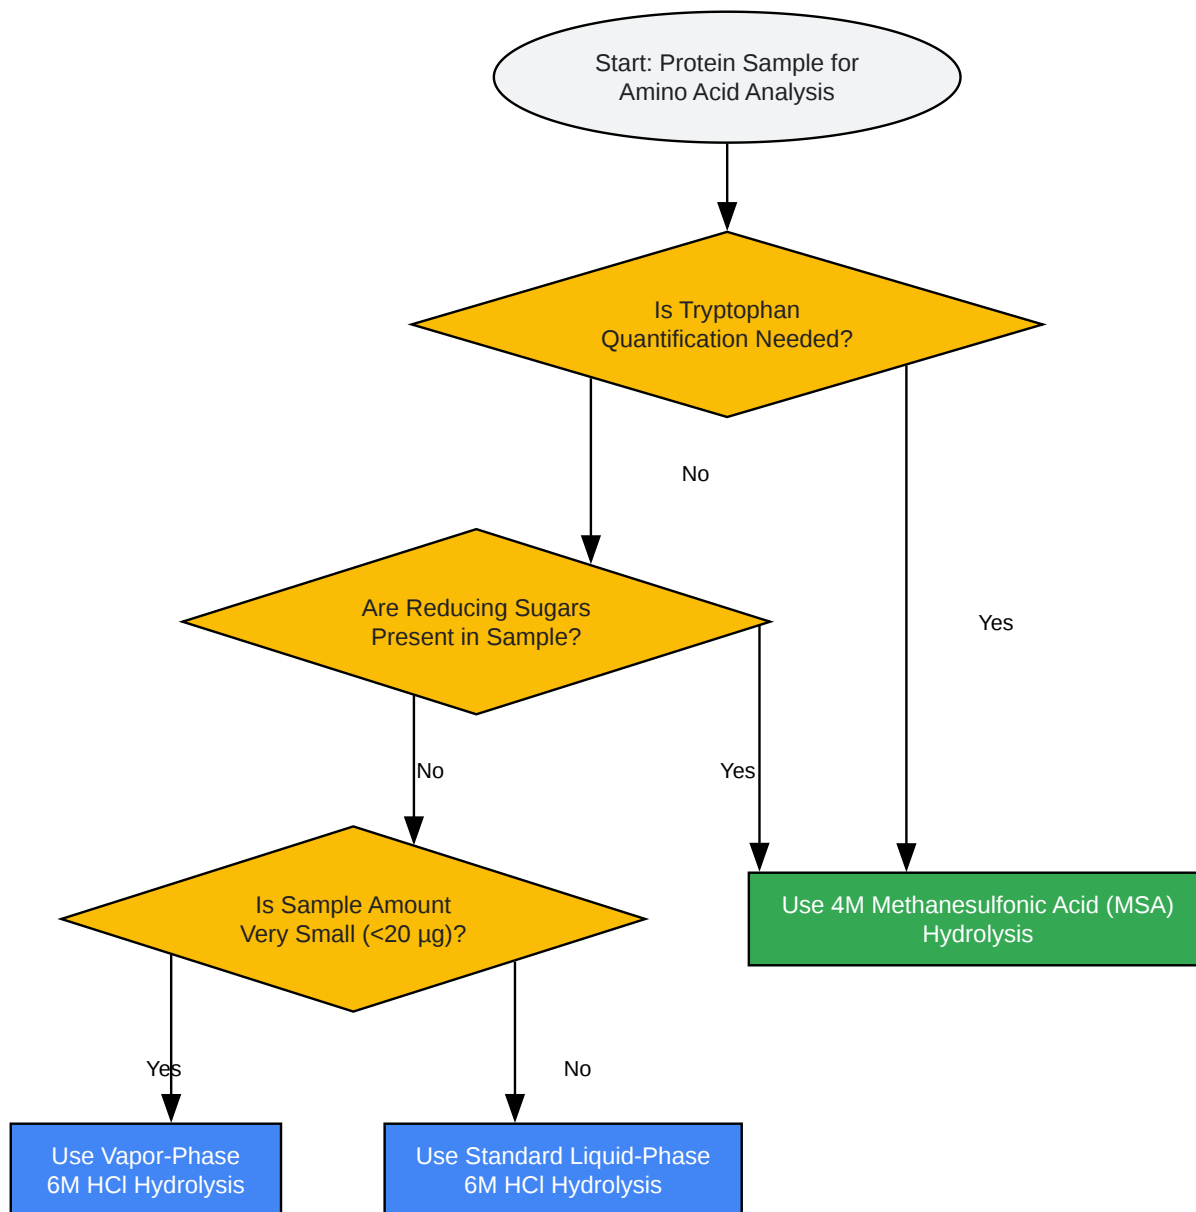 Start: Protein Sample for
Amino Acid Analysis
Is Tryptophan
Quantification Needed?
No
Yes
Are Reducing Sugars
Present in Sample?
No
Yes
Is Sample Amount
Very Small (<20 µg)?
Use 4M Methanesulfonic Acid (MSA)
Hydrolysis
Yes
No
Use Vapor-Phase
6M HCl Hydrolysis
Use Standard Liquid-Phase
6M HCl Hydrolysis